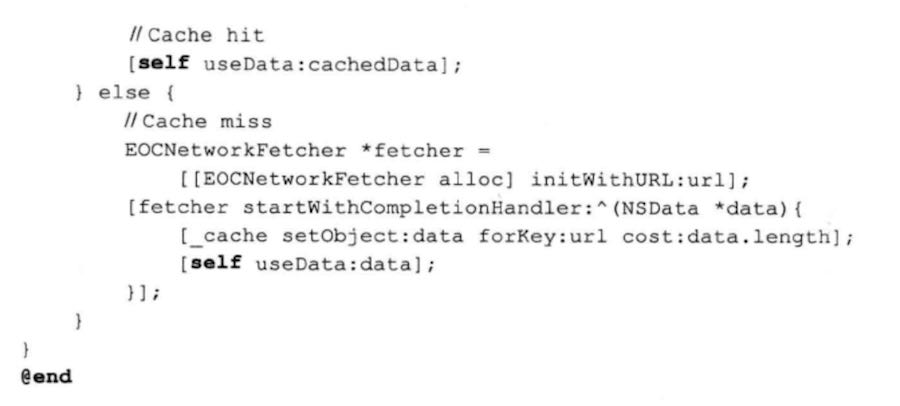 // Cache hit
[self useData:cachedData];
} else {
// Cache miss
EOCNetworkFetcher *fetcher =
[[EOCNetworkFetcher alloc] initWithURL:url];
[fetcher startWithCompletionHandler:^(NSData *data){
[_cache setObject:data forKey:url cost:data.length];
[self useData:data];
}];
}
}
@end